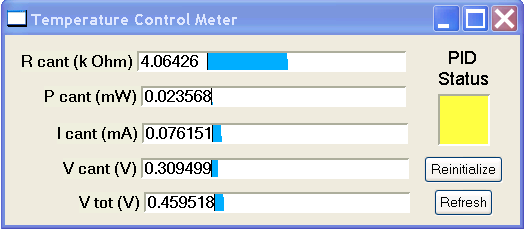 Temperature Control Meter
R cant (k Ohm) 4.06426
P cant (mW) 0.023568
I cant (mA) 0.076151
V cant (V) 0.309499
V tot (V) 0.459518
PID
Status
Reinitialize
Refresh